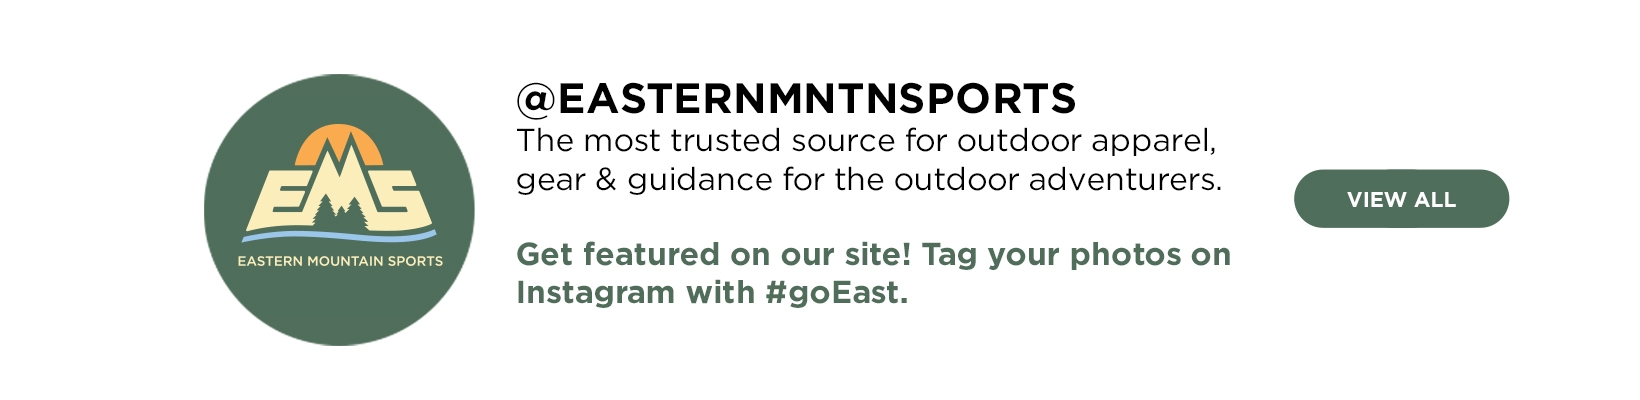 EMS
EASTERN MOUNTAIN SPORTS
@EASTERNMNTNSPORTS
The most trusted source for outdoor apparel,
gear & guidance for the outdoor adventurers.
Get featured on our site! Tag your photos on
Instagram with #goEast.
VIEW ALL